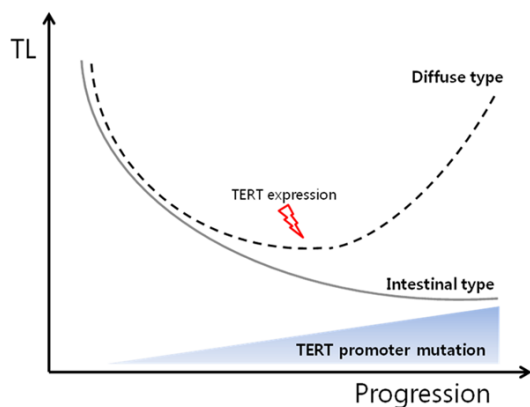 TL
Diffuse type
TERT expression
Intestinal type
TERT promoter mutation
Progression